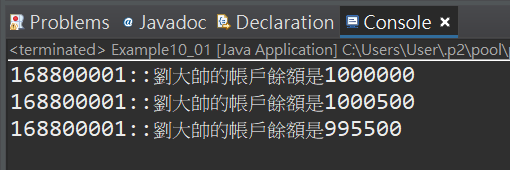 Problems Javadoc Declaration Console
<terminated> Example10_01 [Java Application] C:\Users\User\.p2\pool\
168800001::劉大帥的帳戶餘額是1000000
168800001::劉大帥的帳戶餘額是1000500
168800001::劉大帥的帳戶餘額是995500